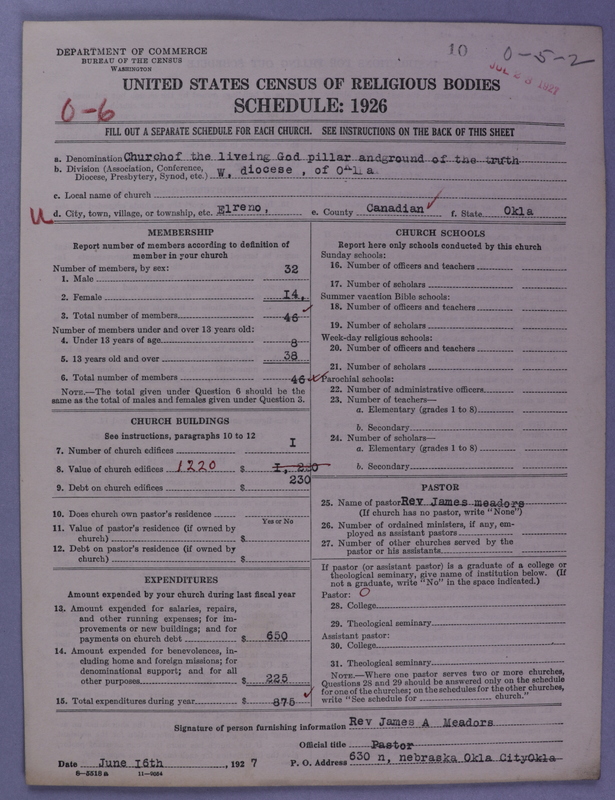 DEPARTMENT OF COMMERCE
BUREAU OF THE CENSUS
WASHINGTON
10 0-5-2
JUL 23 1927
UNITED STATES CENSUS OF RELIGIOUS BODIES
SCHEDULE: 1926
0-6
FILL OUT A SEPARATE SCHEDULE FOR EACH CHURCH. SEE INSTRUCTIONS ON THE BACK OF THIS SHEET
a. Denomination Churchof the liveing God pillar andground of the truth
b. Division (Association, Conference,
Diocese, Presbytery, Synod, etc.) W, diocese , of Okla
c. Local name of church
U d. City, town, village, or township, etc. Elreno, e. County Canadian f. State Okla
MEMBERSHIP
Report number of members according to definition of
member in your church
Number of members, by sex:
1. Male 32
2. Female 14,
3. Total number of members 46
Number of members under and over 13 years old:
4. Under 13 years of age 8
5. 13 years old and over 38
6. Total number of members 46
NOTE.—The total given under Question 6 should be the
same as the total of males and females given under Question 3.
CHURCH BUILDINGS
See instructions, paragraphs 10 to 12
7. Number of church edifices I
8. Value of church edifices 1220 $ I, 220
9. Debt on church edifices $ 230
10. Does church own pastor's residence
Yes or No
11. Value of pastor's residence (if owned by
church) $
12. Debt on pastor's residence (if owned by
church) $
EXPENDITURES
Amount expended by your church during last fiscal year
13. Amount expended for salaries, repairs,
and other running expenses; for im-
provements or new buildings; and for
payments on church debt $ 650
14. Amount expended for benevolences, in-
cluding home and foreign missions; for
denominational support; and for all
other purposes $ 225
15. Total expenditures during year $ 875
CHURCH SCHOOLS
Report here only schools conducted by this church
Sunday schools:
16. Number of officers and teachers
17. Number of scholars
Summer vacation Bible schools:
18. Number of officers and teachers
19. Number of scholars
Week-day religious schools:
20. Number of officers and teachers
21. Number of scholars
Parochial schools:
22. Number of administrative officers
23. Number of teachers—
a. Elementary (grades 1 to 8)
b. Secondary
24. Number of scholars—
a. Elementary (grades 1 to 8)
b. Secondary
PASTOR
25. Name of pastor Rev James meadors
(If church has no pastor, write "None")
26. Number of ordained ministers, if any, em-
ployed as assistant pastors
27. Number of other churches served by the
pastor or his assistants
If pastor (or assistant pastor) is a graduate of a college or
theological seminary, give name of institution below. (If
not a graduate, write "No" in the space indicated.)
Pastor: O
28. College
29. Theological seminary
Assistant pastor:
30. College
31. Theological seminary
NOTE.—Where one pastor serves two or more churches,
Questions 28 and 29 should be answered only on the schedule
for one of the churches; on the schedules for the other churches,
write "See schedule for church."
Signature of person furnishing information Rev James A Meadors
Official title Pastor
Date June I6th , 1927 P. O. Address 630 n, nebraska Okla CityOkla
8-5518 a 11-9084